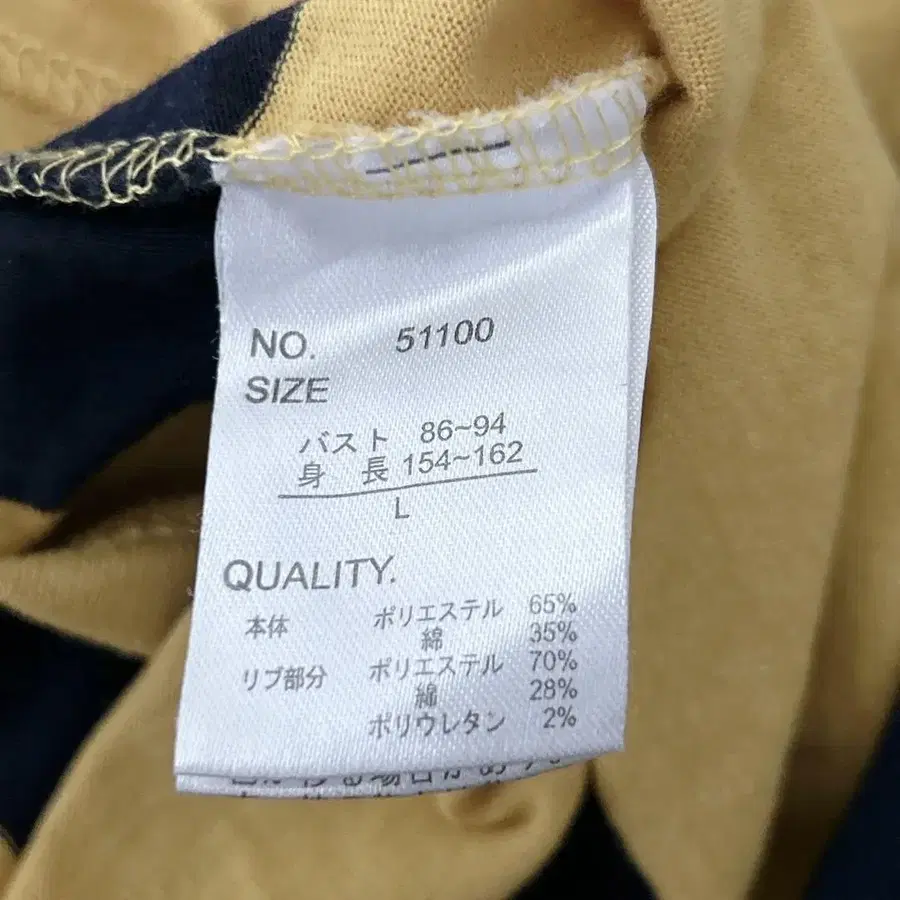 NO. 51100
SIZE
バスト 86~94
身長 154~162
L
QUALITY.
本体 ポリエステル 65%
綿 35%
リブ部分 ポリエステル 70%
綿 28%
ポリウレタン 2%